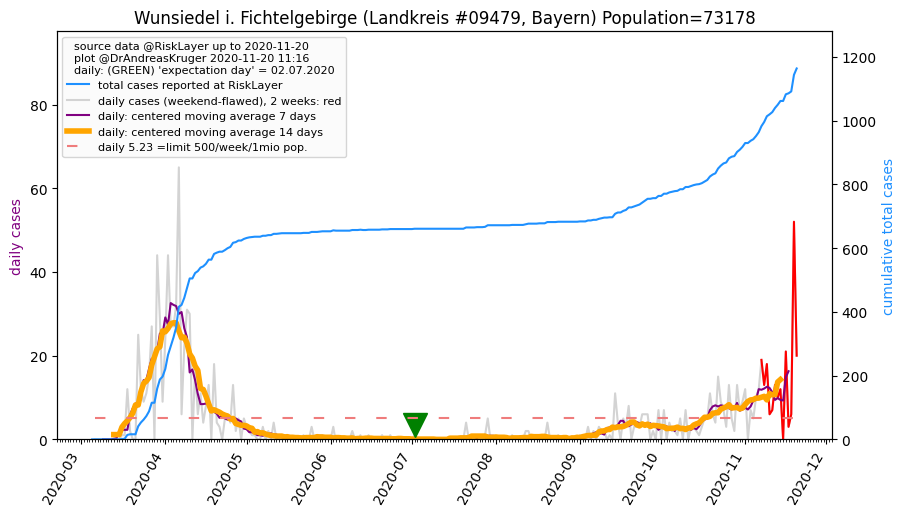 Wunsiedel i. Fichtelgebirge (Landkreis #09479, Bayern) Population=73178
source data @RiskLayer up to 2020-11-20
plot @DrAndreasKruger 2020-11-20 11:16
daily: (GREEN) 'expectation day' = 02.07.2020
total cases reported at RiskLayer
daily cases (weekend-flawed), 2 weeks: red
daily: centered moving average 7 days
daily: centered moving average 14 days
daily 5.23 =limit 500/week/1mio pop.
daily cases
80
60
40
20
0
cumulative total cases
1200
1000
800
600
400
200
0
2020-03
2020-04
2020-05
2020-06
2020-07
2020-08
2020-09
2020-10
2020-11
2020-12